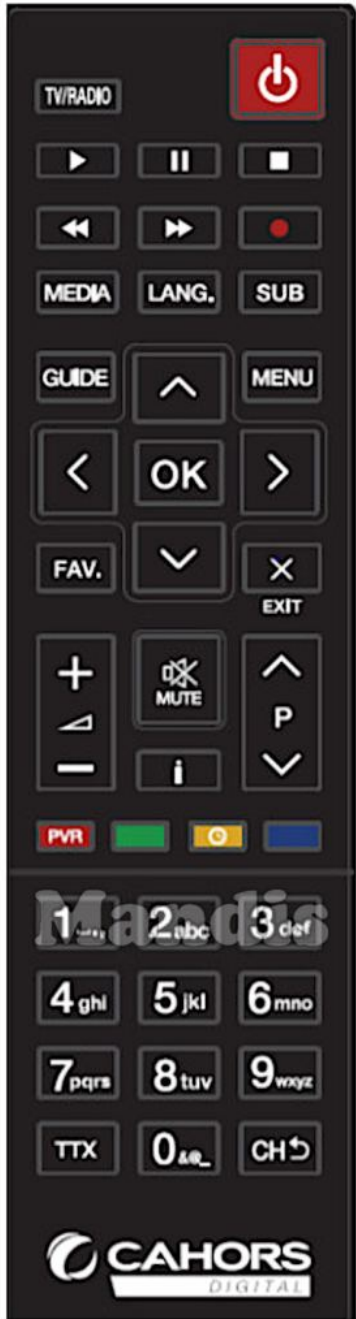 TV/RADIO
MEDIA LANG. SUB
GUIDE MENU
OK
FAV.
EXIT
MUTE
P
i
PVR
Mandis
1 2abc 3def
4ghi 5jkl 6mno
7pqrs 8tuv 9wxyz
TTX 0&@_ CH
CAHORS
DIGITAL